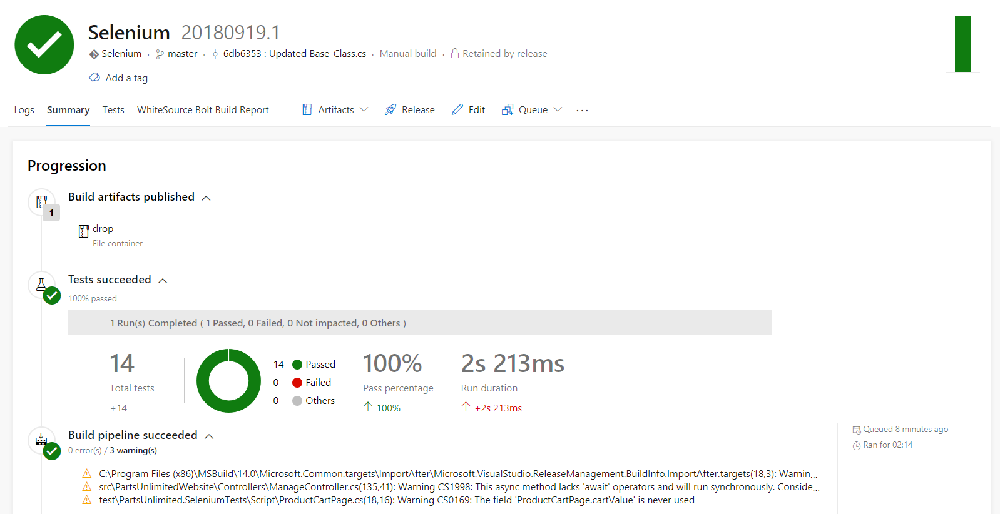 Selenium 20180919.1
Selenium · master · 6db6353 : Updated Base_Class.cs · Manual build · Retained by release
Add a tag
Logs Summary Tests WhiteSource Bolt Build Report Artifacts Release Edit Queue ...
Progression
Build artifacts published
1
drop
File container
Tests succeeded
100% passed
1 Run(s) Completed ( 1 Passed, 0 Failed, 0 Not impacted, 0 Others )
14
Total tests
+14
14 Passed
0 Failed
0 Others
100%
Pass percentage
100%
2s 213ms
Run duration
+2s 213ms
Build pipeline succeeded
0 error(s) / 3 warning(s)
Queued 8 minutes ago
Ran for 02:14
C:\Program Files (x86)\MSBuild\14.0\Microsoft.Common.targets\ImportAfter\Microsoft.VisualStudio.ReleaseManagement.BuildInfo.ImportAfter.targets(18,3): Warnin...
src\PartsUnlimitedWebsite\Controllers\ManageController.cs(135,41): Warning CS1998: This async method lacks 'await' operators and will run synchronously. Conside...
test\PartsUnlimited.SeleniumTests\Script\ProductCartPage.cs(18,16): Warning CS0169: The field 'ProductCartPage.cartValue' is never used